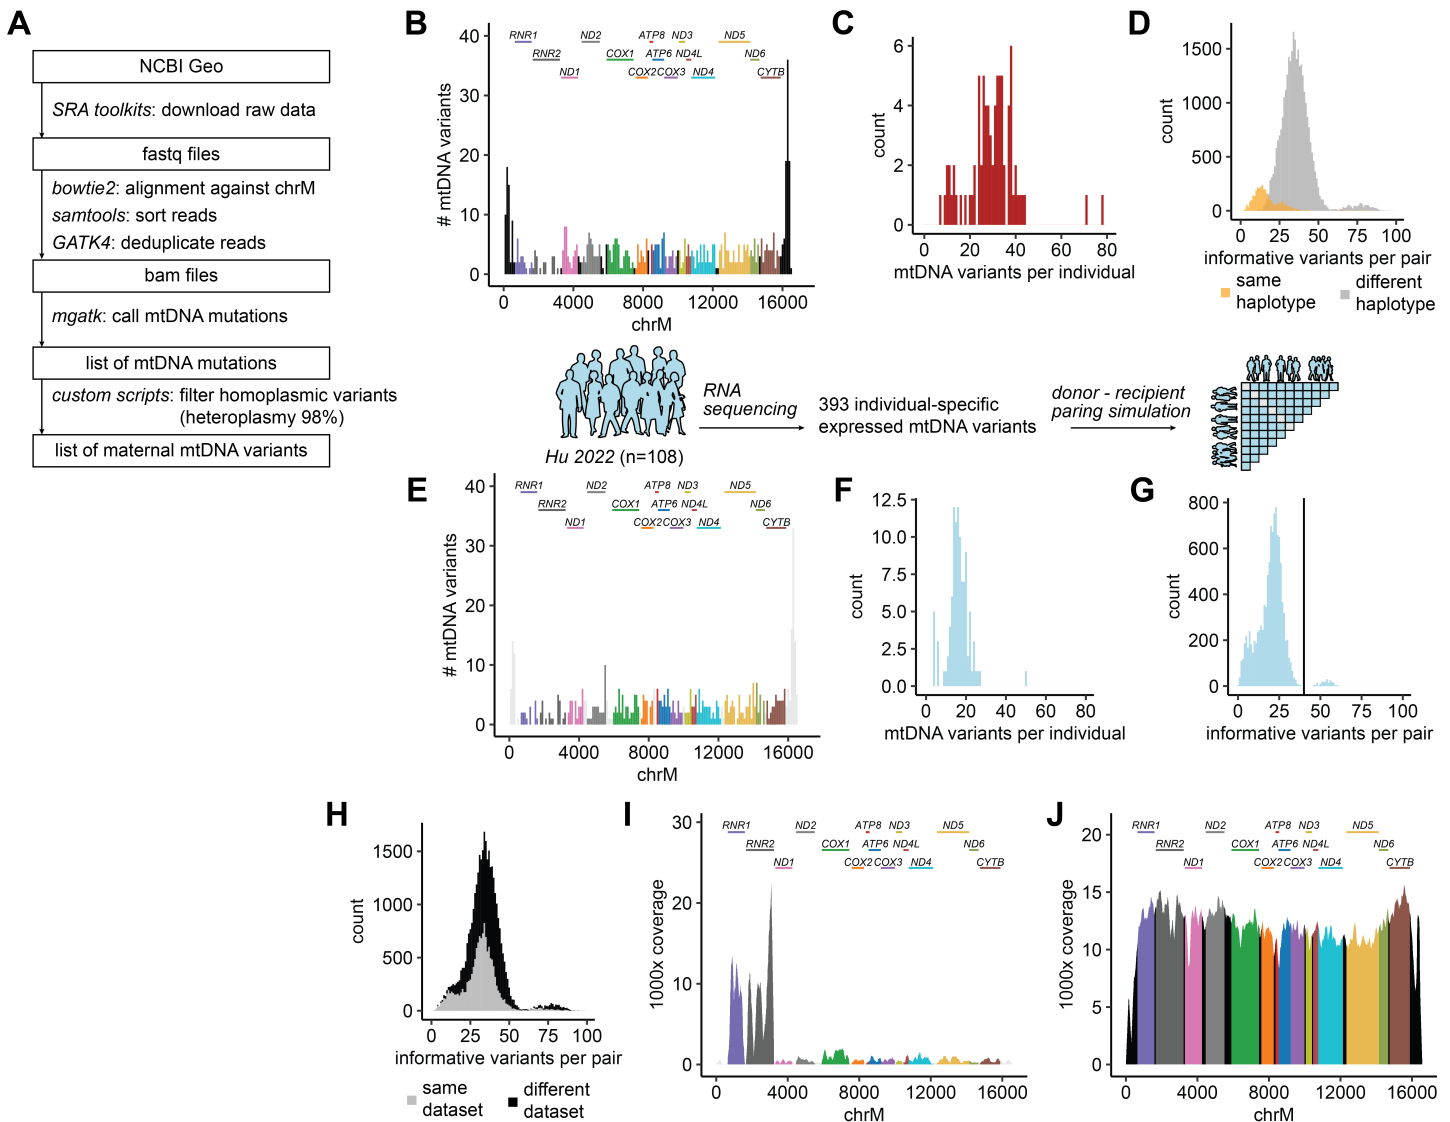 A
NCBI Geo
SRA toolkits: download raw data
fastq files
bowtie2: alignment against chrM
samtools: sort reads
GATK4: deduplicate reads
bam files
mgatk: call mtDNA mutations
list of mtDNA mutations
custom scripts: filter homoplasmic variants
(heteroplasmy 98%)
list of maternal mtDNA variants
B
# mtDNA variants
40
30
20
10
0
RNR1 ND2 ATP8 ND3 ND5
RNR2 COX1 ATP6 ND4L ND6
ND1 COX2 COX3 ND4 CYTB
0 4000 8000 12000 16000
chrM
C
count
6
4
2
0
0 20 40 60 80
mtDNA variants per individual
D
count
1500
1000
500
0
0 25 50 75 100
informative variants per pair
same
haplotype
different
haplotype
Hu 2022 (n=108)
RNA
sequencing
393 individual-specific
expressed mtDNA variants
donor - recipient
paring simulation
E
# mtDNA variants
40
30
20
10
0
RNR1 ND2 ATP8 ND3 ND5
RNR2 COX1 ATP6 ND4L ND6
ND1 COX2 COX3 ND4 CYTB
0 4000 8000 12000 16000
chrM
F
count
12.5
10.0
7.5
5.0
2.5
0.0
0 20 40 60 80
mtDNA variants per individual
G
count
800
600
400
200
0
0 25 50 75 100
informative variants per pair
H
count
1500
1000
500
0
0 25 50 75 100
informative variants per pair
same
dataset
different
dataset
I
1000x coverage
30
20
10
0
RNR1 ND2 ATP8 ND3 ND5
RNR2 COX1 ATP6 ND4L ND6
ND1 COX2 COX3 ND4 CYTB
0 4000 8000 12000 16000
chrM
J
1000x coverage
20
15
10
5
0
RNR1 ND2 ATP8 ND3 ND5
RNR2 COX1 ATP6 ND4L ND6
ND1 COX2 COX3 ND4 CYTB
0 4000 8000 12000 16000
chrM